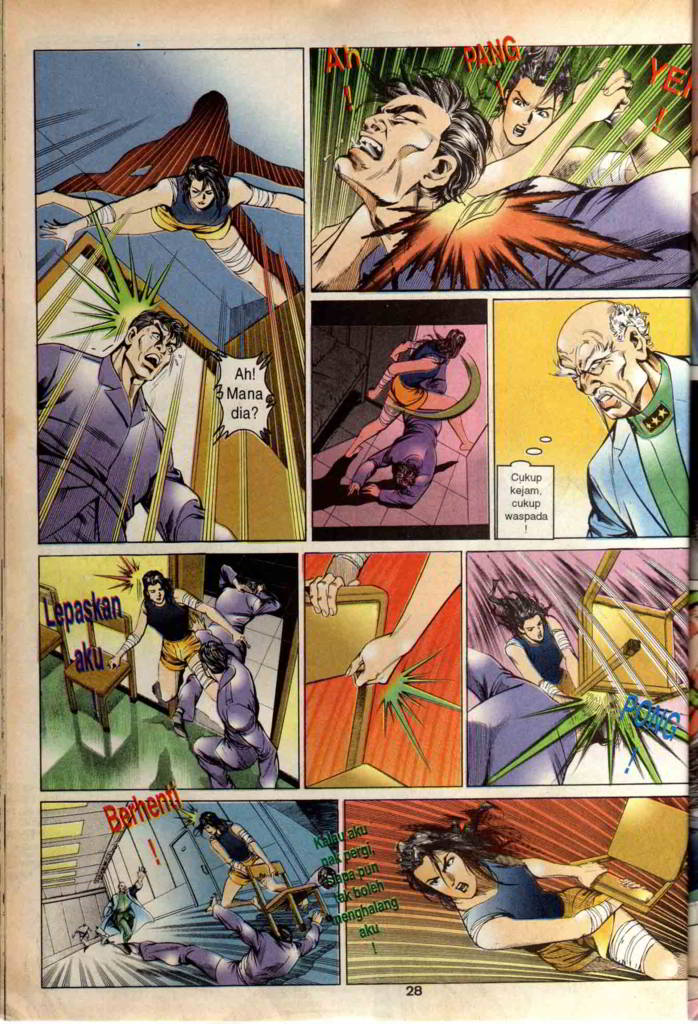 Ah!
Mana
dia?
Ah
!
PANG
!
!
Cukup
kejam,
cukup
waspada
!
Lepaskan
aku
PONG
!
Berhenti
!
Kalau aku
nak pergi,
siapa pun
tak boleh
menghalang
aku
!
28